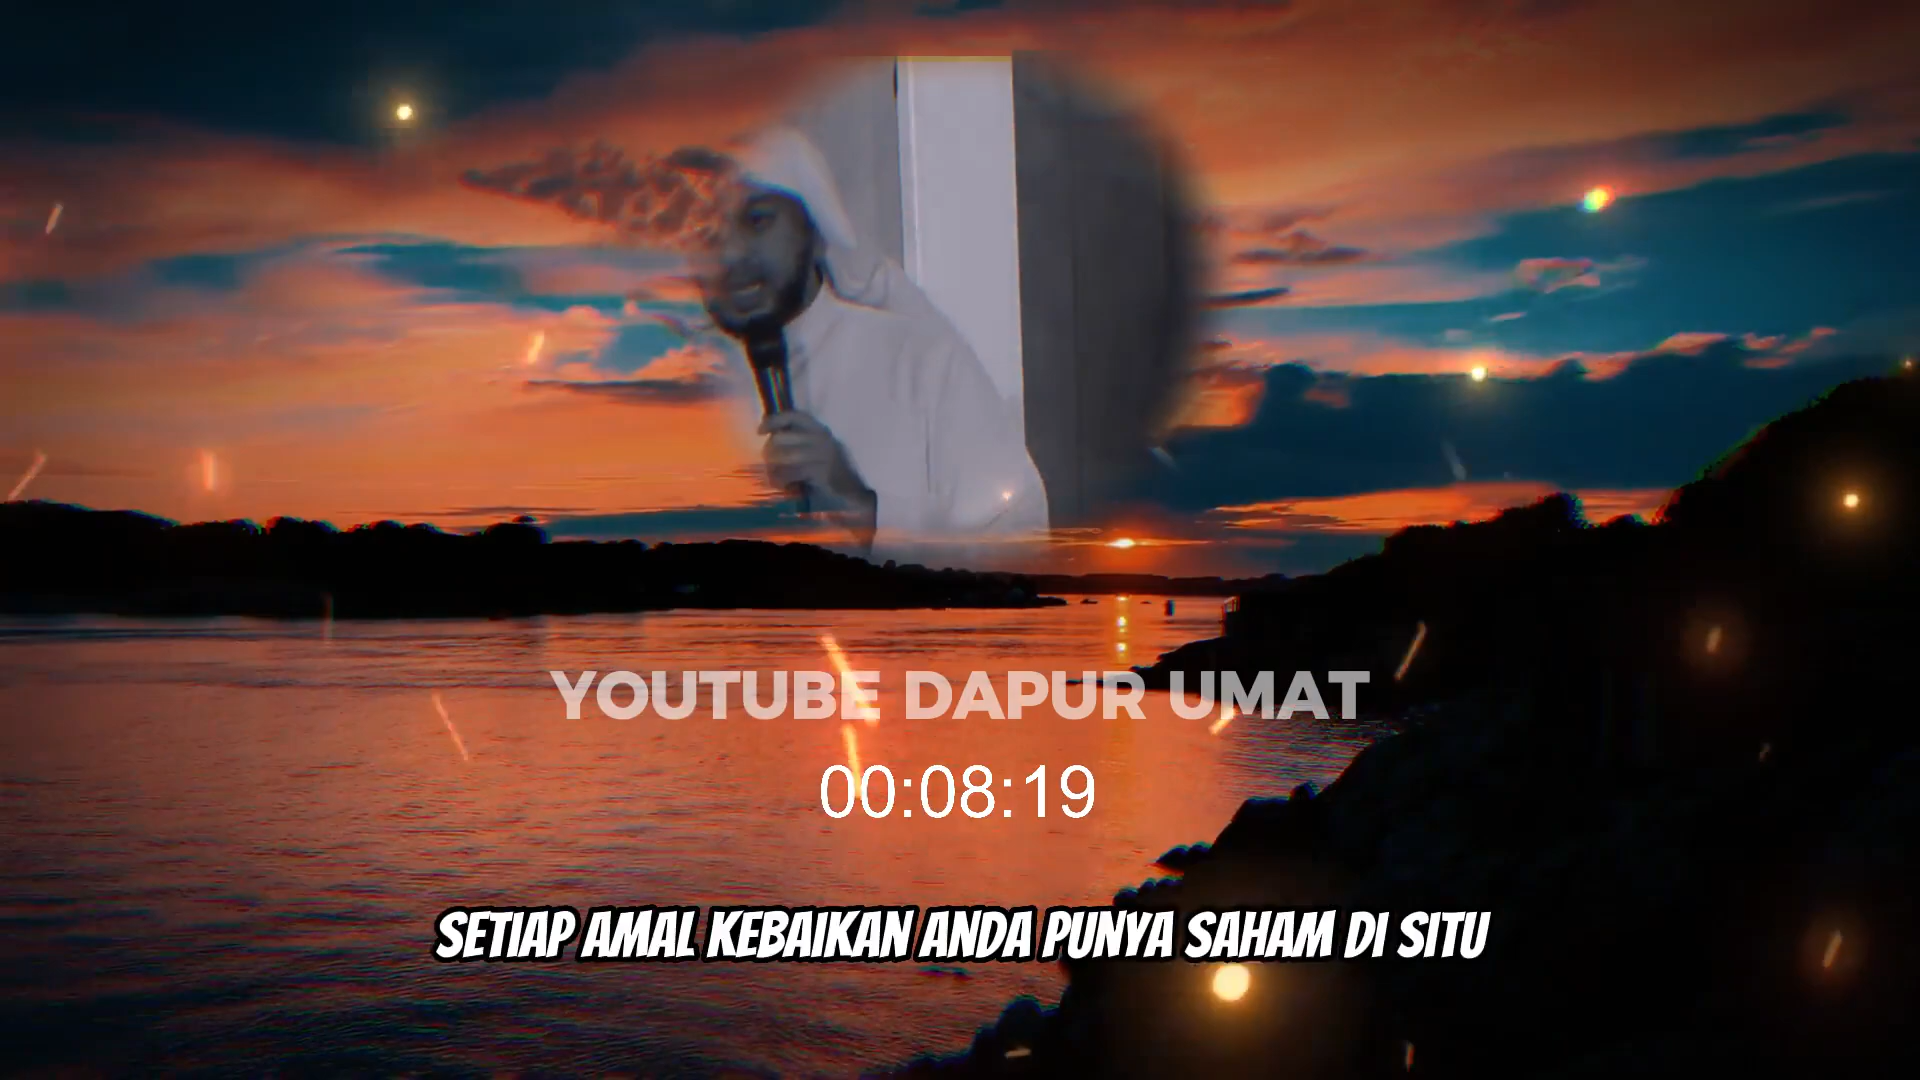 YOUTUBE DAPUR UMAT
00:08:19
SETIAP AMAL KEBAIKAN ANDA PUNYA SAHAM DI SITU